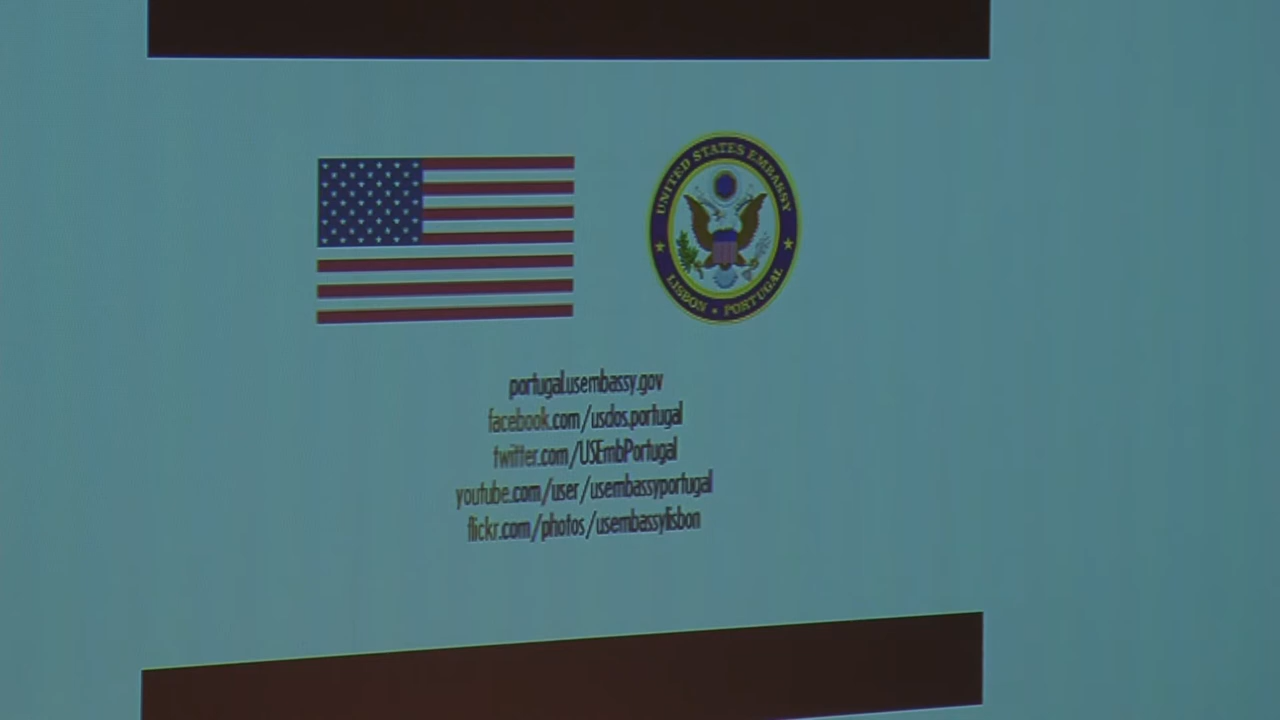 UNITED STATES EMBASSY
LISBON • PORTUGAL
portugal.usembassy.gov
facebook.com/usdos.portugal
twitter.com/USEmbPortugal
youtube.com/user/usembassyportugal
flickr.com/photos/usembassylisbon